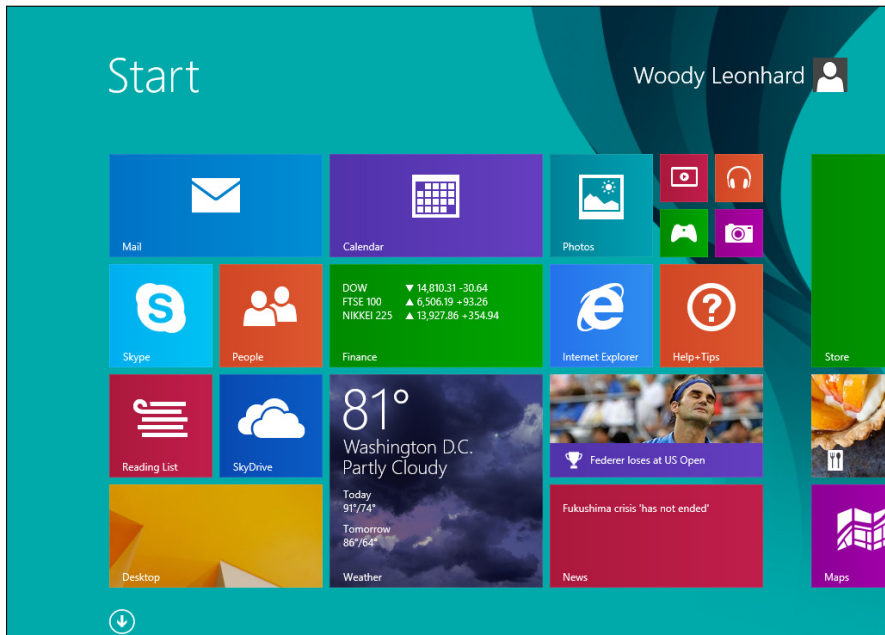 Start
Woody Leonhard
Mail
Calendar
Photos
Skype
People
DOW ▼ 14,810.31 -30.64
FTSE 100 ▲ 6,506.19 +93.26
NIKKEI 225 ▲ 13,927.86 +354.94
Finance
Internet Explorer
Help+Tips
Store
Reading List
SkyDrive
81°
Washington D.C.
Partly Cloudy
Today
91°/74°
Tomorrow
86°/64°
Weather
Federer loses at US Open
Desktop
Fukushima crisis 'has not ended'
News
Maps